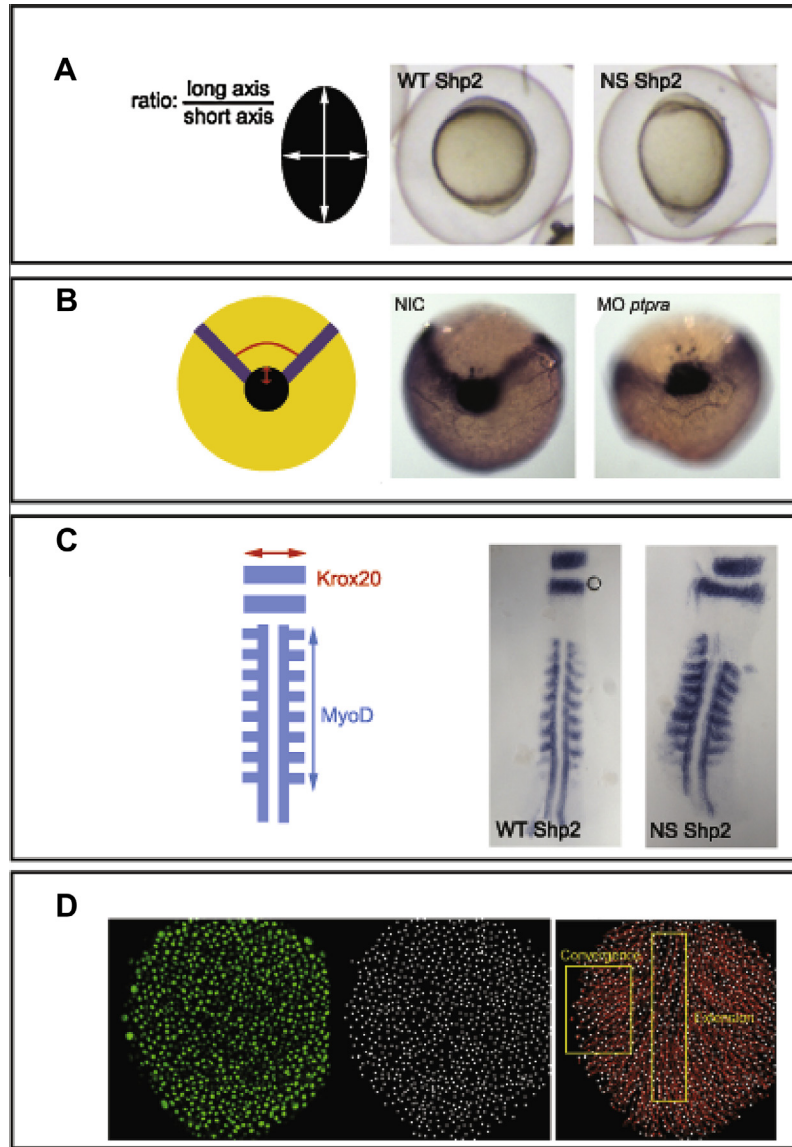 A
ratio: long axis
short axis
WT Shp2
NS Shp2
B
NIC
MO ptpra
C
Krox20
MyoD
WT Shp2
NS Shp2
D
Convergence
Extension